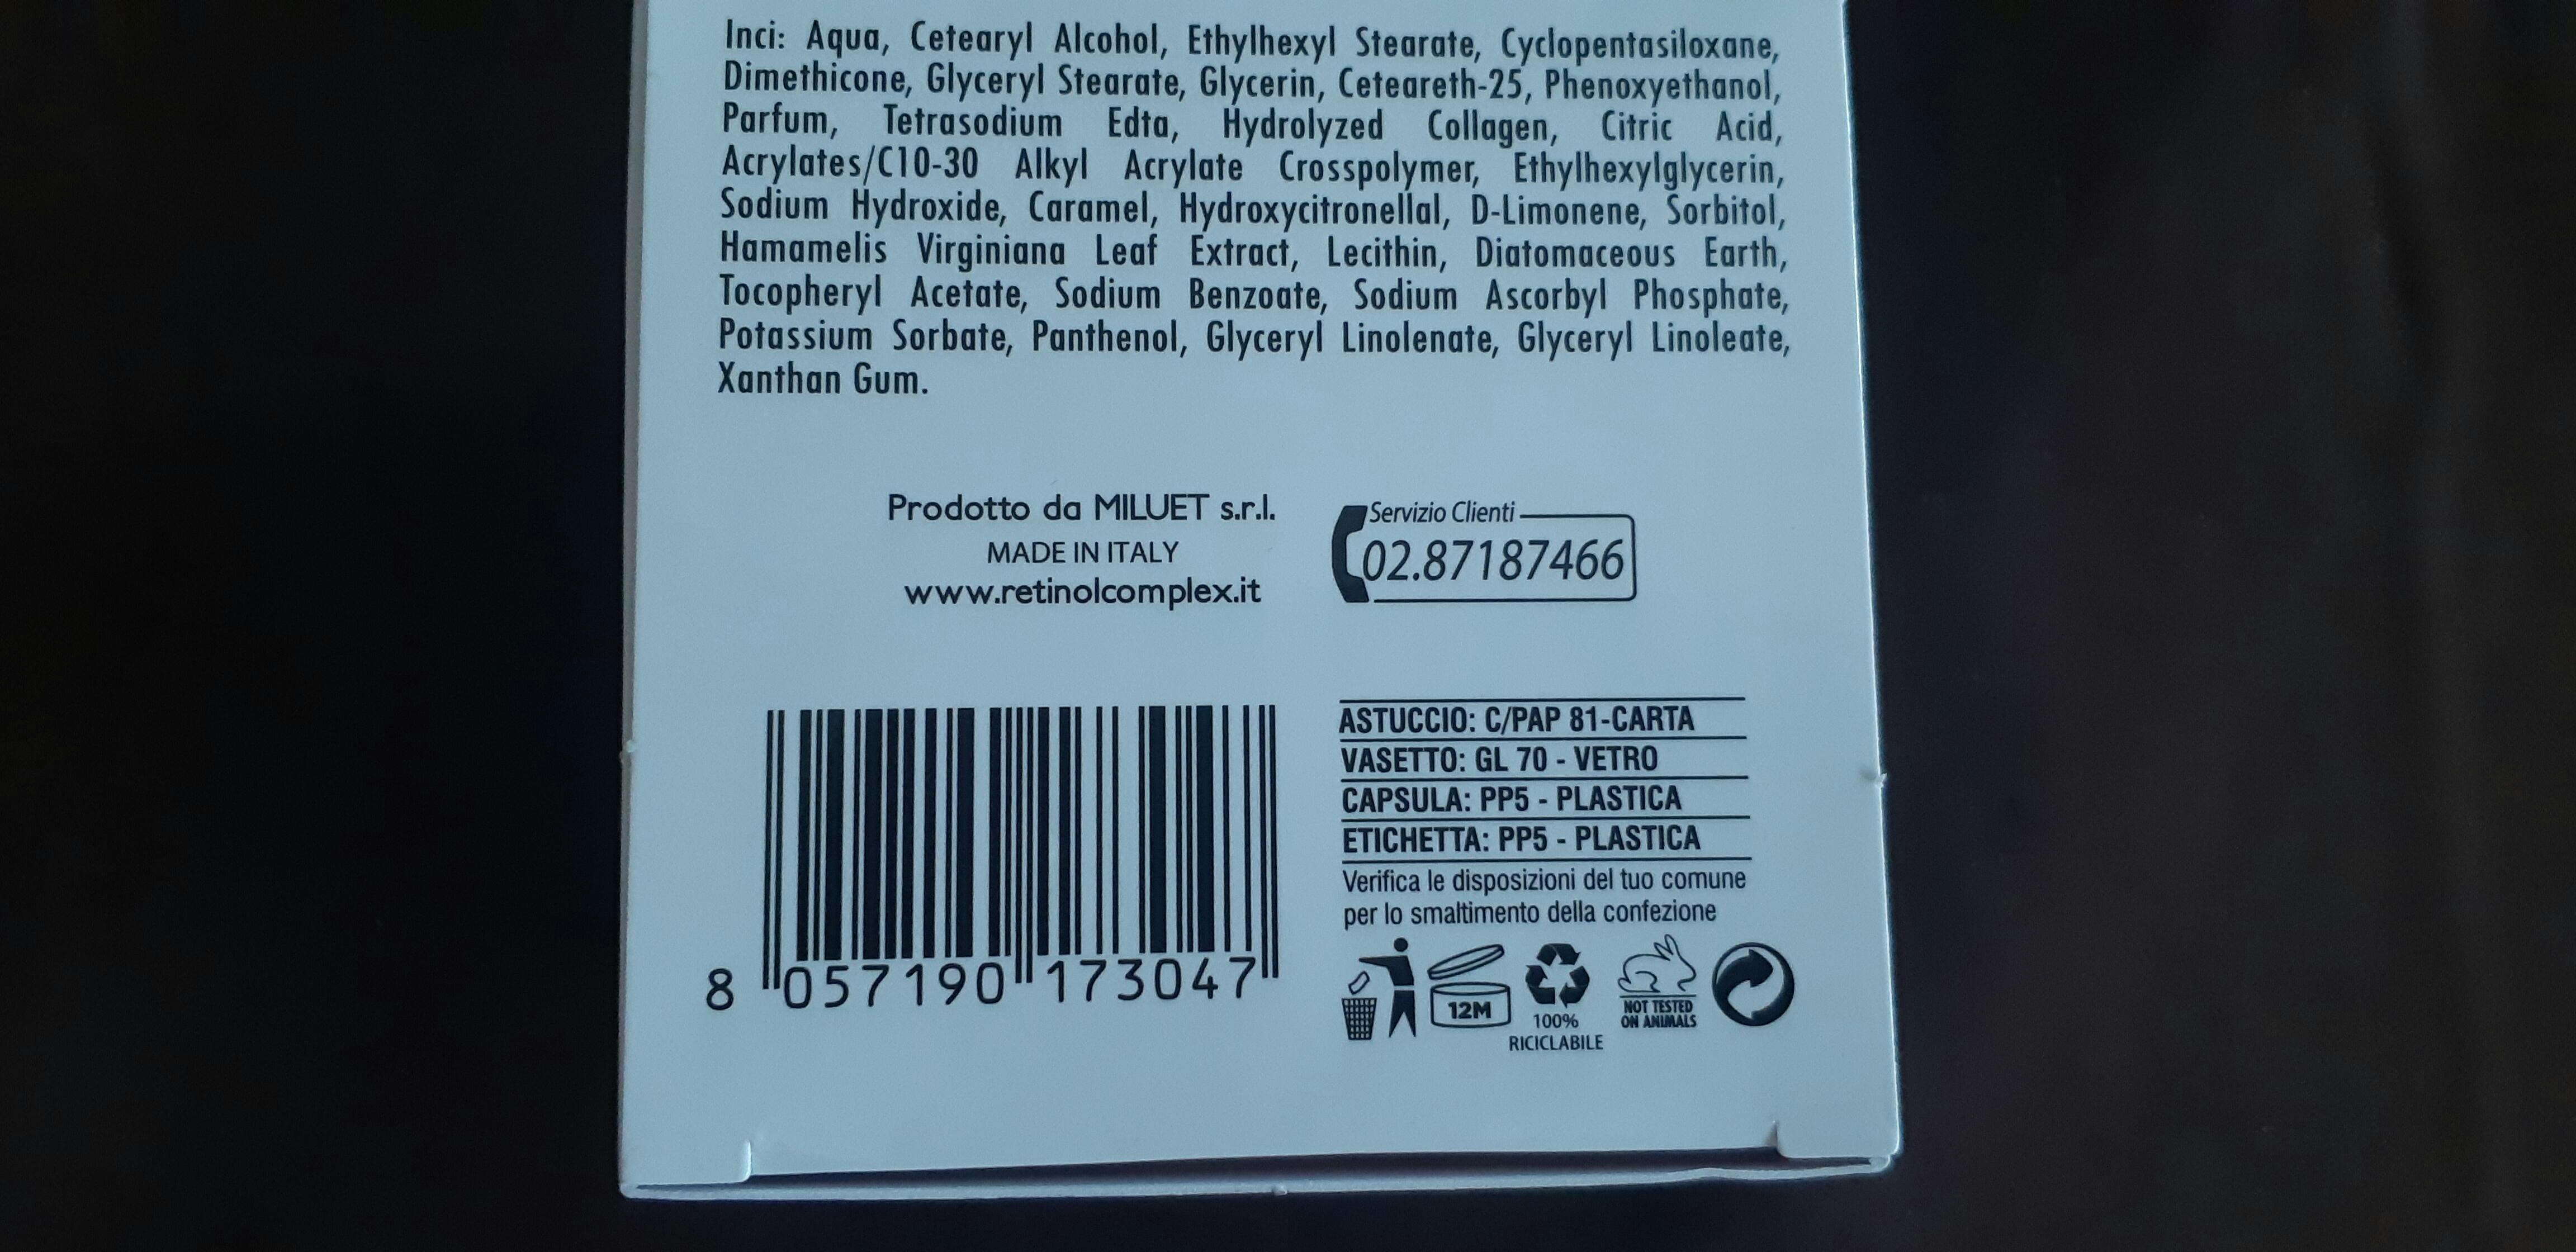 Inci: Aqua, Cetearyl Alcohol, Ethylhexyl Stearate, Cyclopentasiloxane,
Dimethicone, Glyceryl Stearate, Glycerin, Ceteareth-25, Phenoxyethanol,
Parfum, Tetrasodium Edta, Hydrolyzed Collagen, Citric Acid,
Acrylates/C10-30 Alkyl Acrylate Crosspolymer, Ethylhexylglycerin,
Sodium Hydroxide, Caramel, Hydroxycitronellal, D-Limonene, Sorbitol,
Hamamelis Virginiana Leaf Extract, Lecithin, Diatomaceous Earth,
Tocopheryl Acetate, Sodium Benzoate, Sodium Ascorbyl Phosphate,
Potassium Sorbate, Panthenol, Glyceryl Linolenate, Glyceryl Linoleate,
Xanthan Gum.
Prodotto da MILUET s.r.l.
MADE IN ITALY
www.retinolcomplex.it
Servizio Clienti
02.87187466
8 057190 173047
ASTUCCIO: C/PAP 81-CARTA
VASETTO: GL 70 - VETRO
CAPSULA: PP5 - PLASTICA
ETICHETTA: PP5 - PLASTICA
Verifica le disposizioni del tuo comune
per lo smaltimento della confezione
12M
100%
RICICLABILE
NOT TESTED
ON ANIMALS